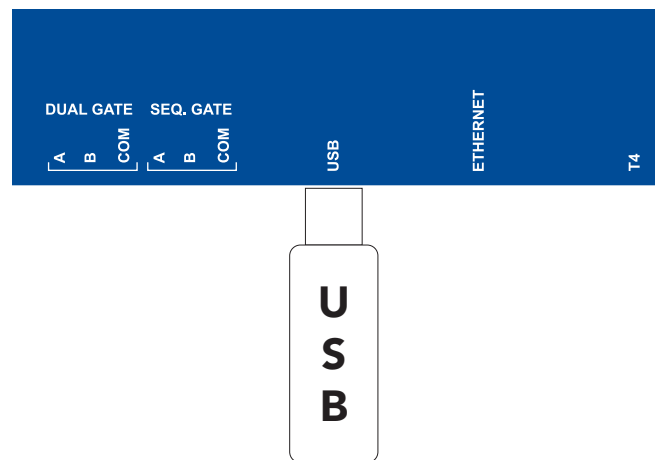 DUAL GATE SEQ. GATE
A B COM A B COM
USB
ETHERNET
T4
U
S
B